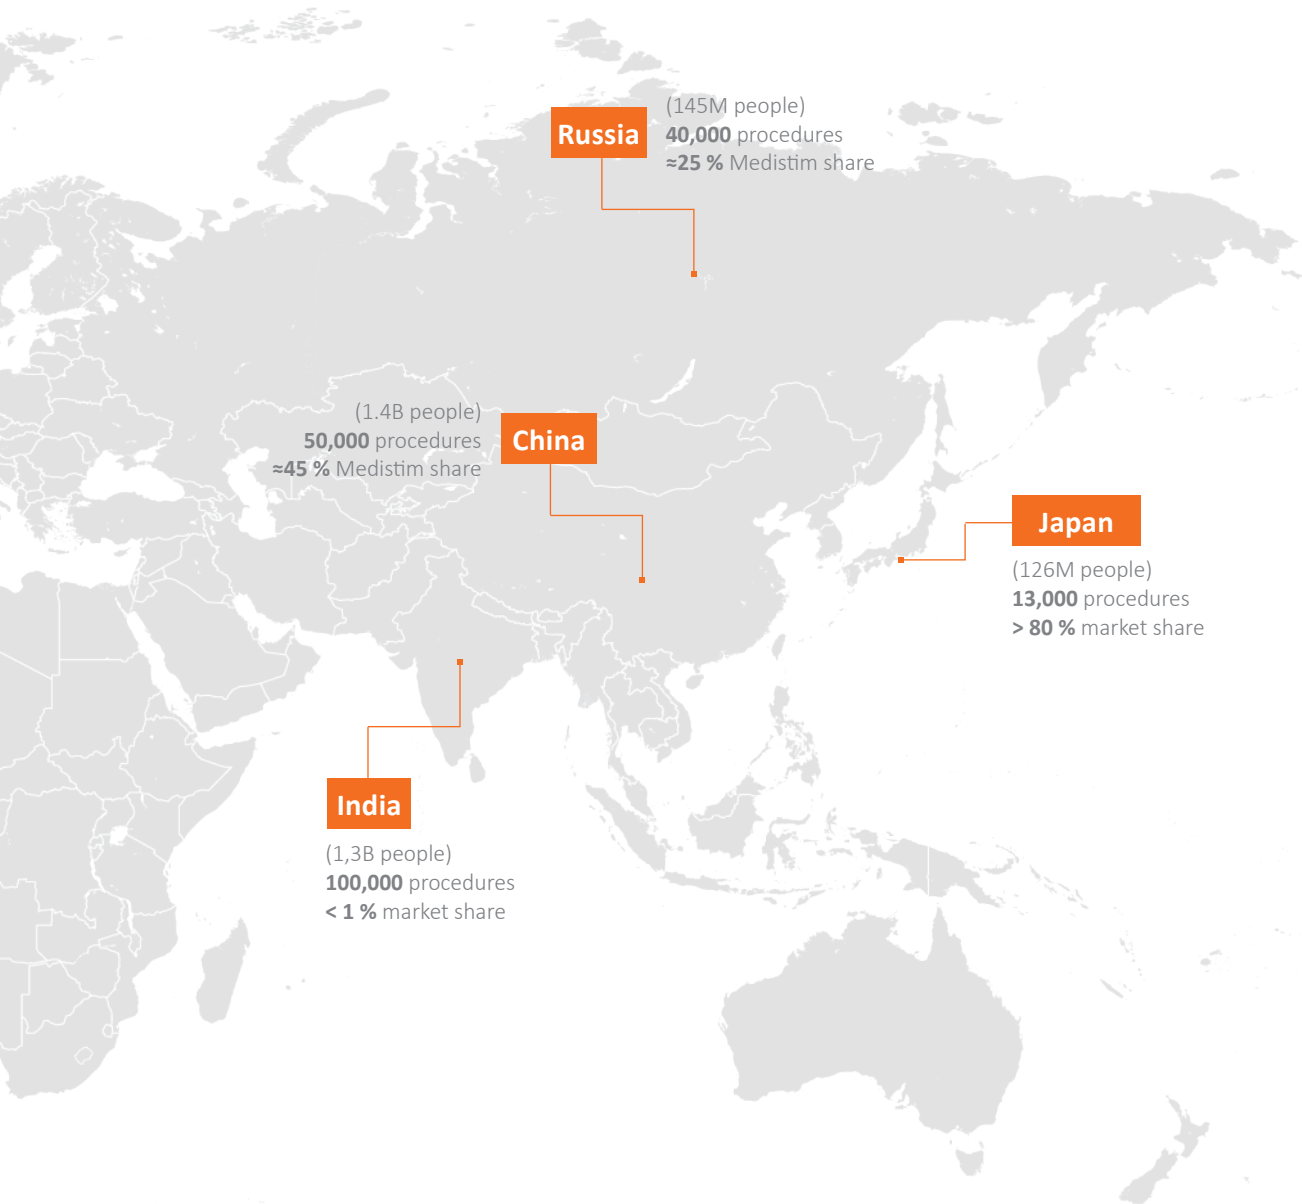 Russia
(145M people)
40,000 procedures
≈25 % Medistim share
(1.4B people)
50,000 procedures
≈45 % Medistim share
China
Japan
(126M people)
13,000 procedures
> 80 % market share
India
(1,3B people)
100,000 procedures
< 1 % market share